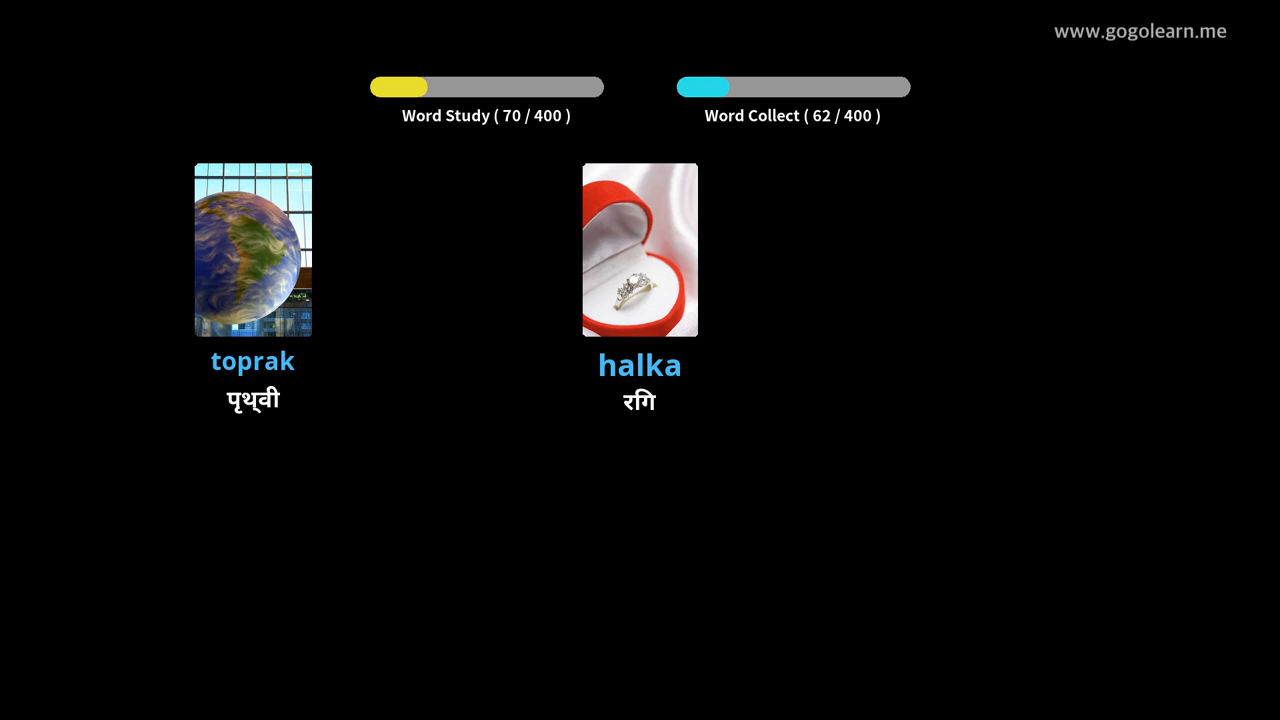 www.gogolearn.me
Word Study ( 70 / 400 )
Word Collect ( 62 / 400 )
toprak
halka
पृथ्वी
रिंग